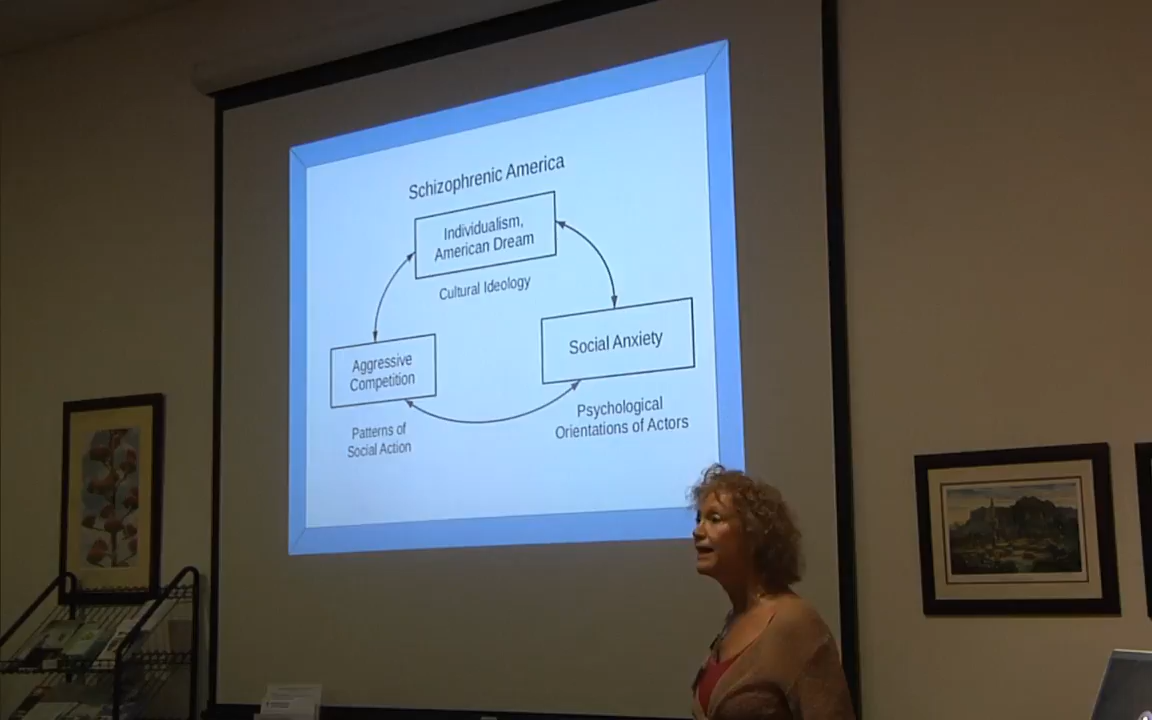 Schizophrenic America
Individualism,
American Dream
Cultural Ideology
Aggressive
Competition
Social Anxiety
Patterns of
Social Action
Psychological
Orientations of Actors